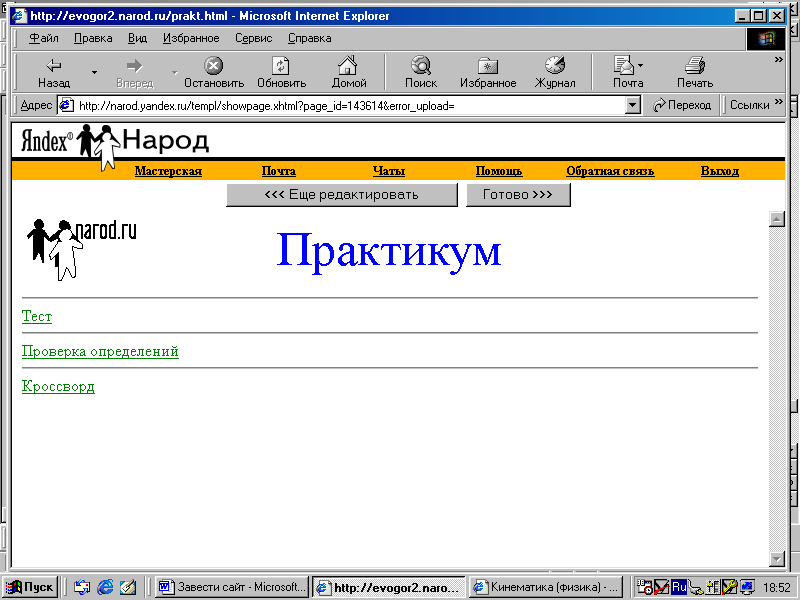 http://evogor2.narod.ru/prakt.html - Microsoft Internet Explorer
Файл Правка Вид Избранное Сервис Справка
Назад Вперед Остановить Обновить Домой Поиск Избранное Журнал Почта Печать »
Адрес http://narod.yandex.ru/templ/showpage.xhtml?page_id=143614&error_upload= Переход Ссылки »
Яndex® Народ
Мастерская Почта Чаты Помощь Обратная связь Выход
<<< Еще редактировать Готово >>>
narod.ru
Практикум
Тест
Проверка определений
Кроссворд
Пуск Завести сайт - Microsoft... http://evogor2.naro... Кинематика (физика) - ... Ru 18:52